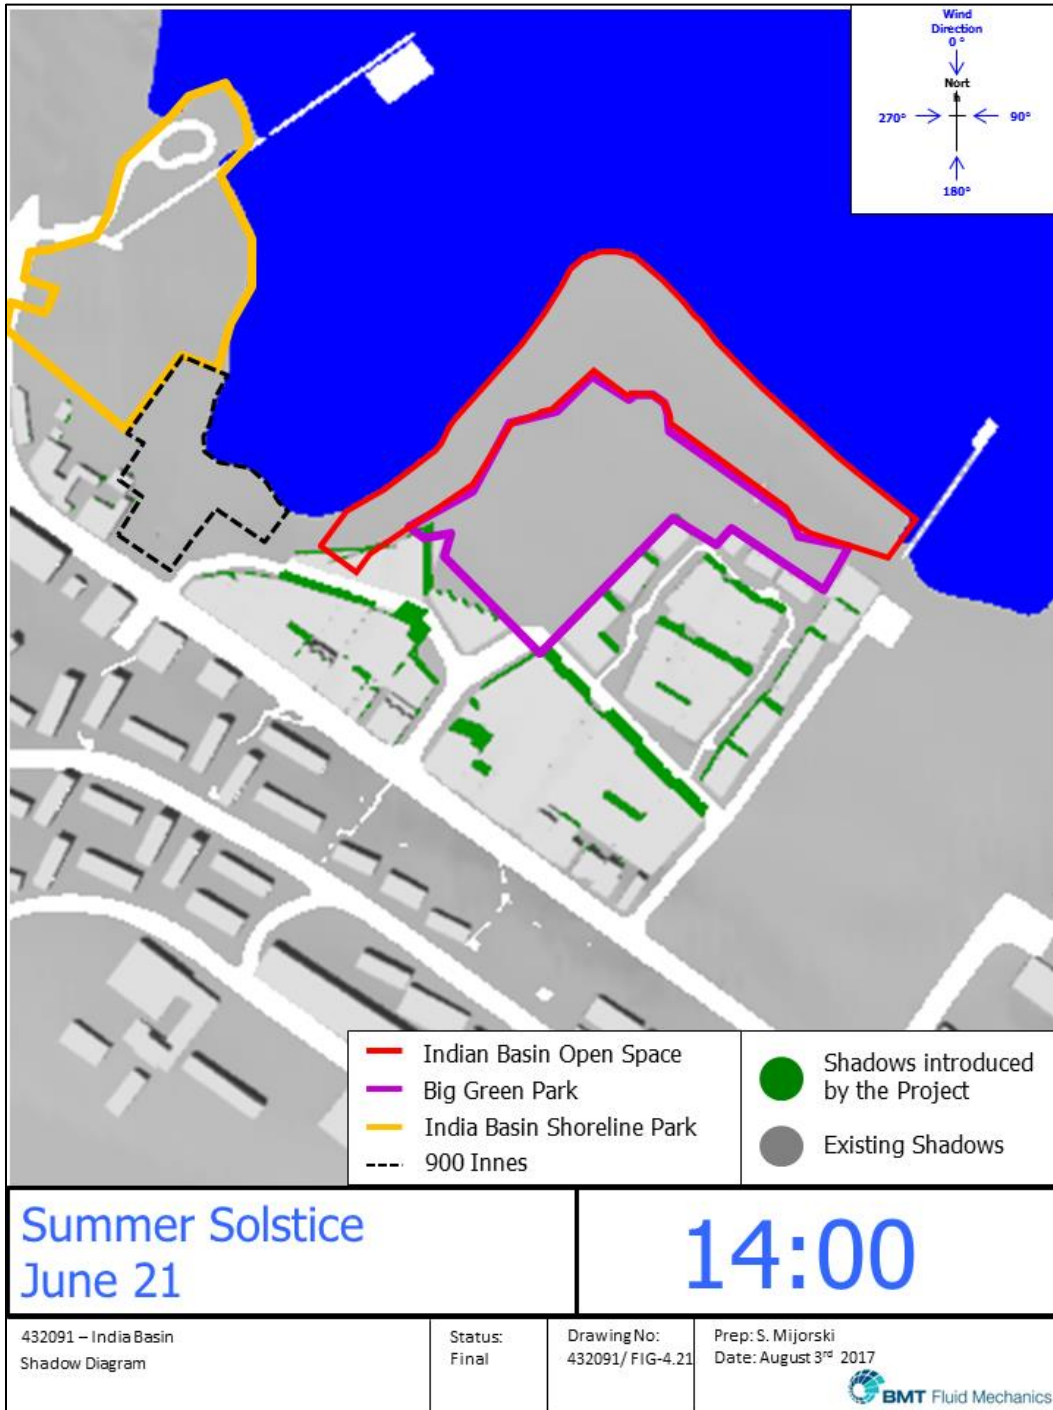 Wind
Direction
0 °
Nort
h
270°
90°
180°
Indian Basin Open Space
Big Green Park
India Basin Shoreline Park
900 Innes
Shadows introduced
by the Project
Existing Shadows
Summer Solstice
June 21
14:00
432091 – India Basin
Shadow Diagram
Status:
Final
Drawing No:
432091/ FIG-4.21
Prep: S. Mijorski
Date: August 3rd 2017
BMT Fluid Mechanics